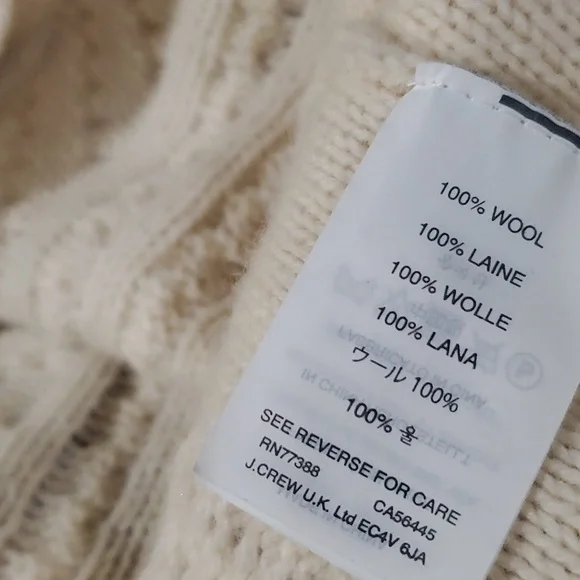 100% WOOL
100% LAINE
100% WOLLE
100% LANA
ウール 100%
100% 울
SEE REVERSE FOR CARE
RN77388 CA56445
J.CREW U.K. Ltd EC4V 6JA